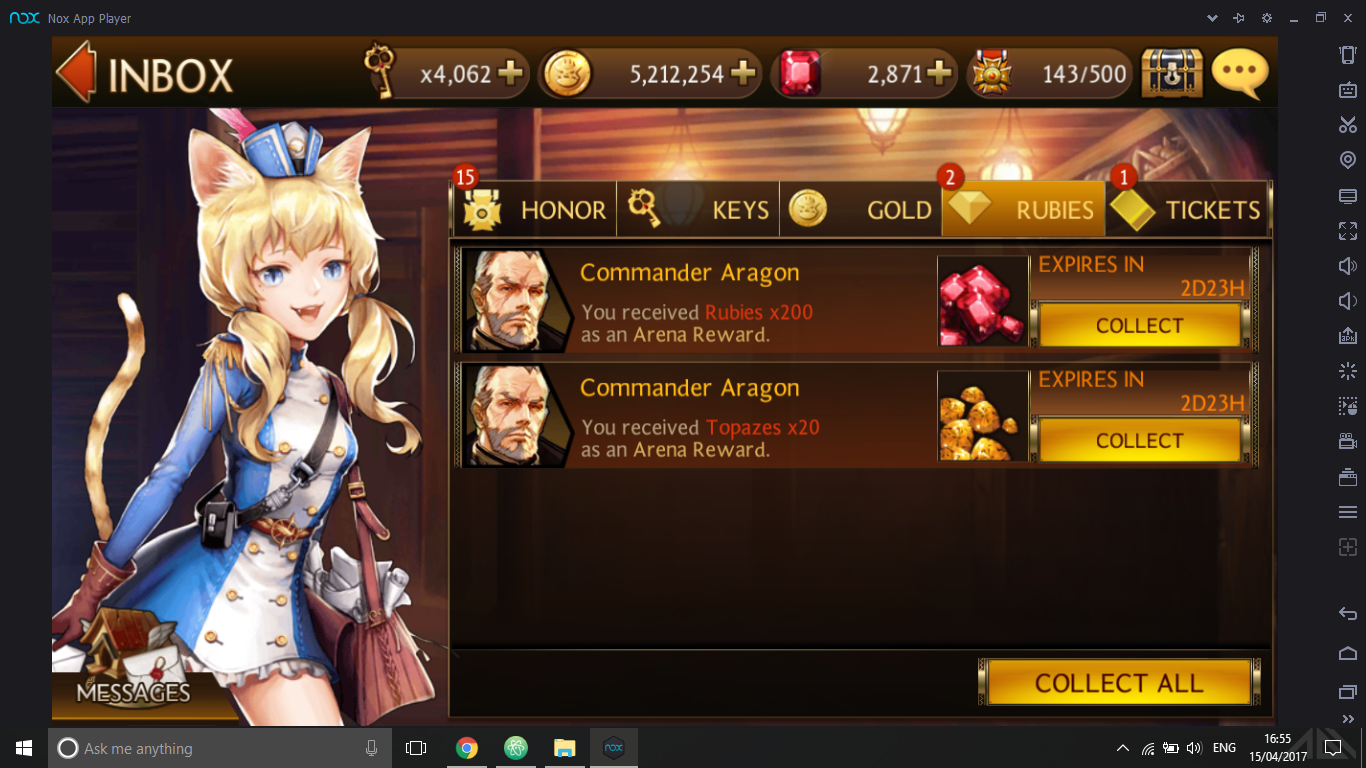 nox Nox App Player
INBOX
x4,062
5,212,254
2,871
143/500
15
2
1
HONOR
KEYS
GOLD
RUBIES
TICKETS
Commander Aragon
You received Rubies x200
as an Arena Reward.
EXPIRES IN
2D23H
COLLECT
Commander Aragon
You received Topazes x20
as an Arena Reward.
EXPIRES IN
2D23H
COLLECT
MESSAGES
COLLECT ALL
Ask me anything
nox
ENG
16:55
15/04/2017